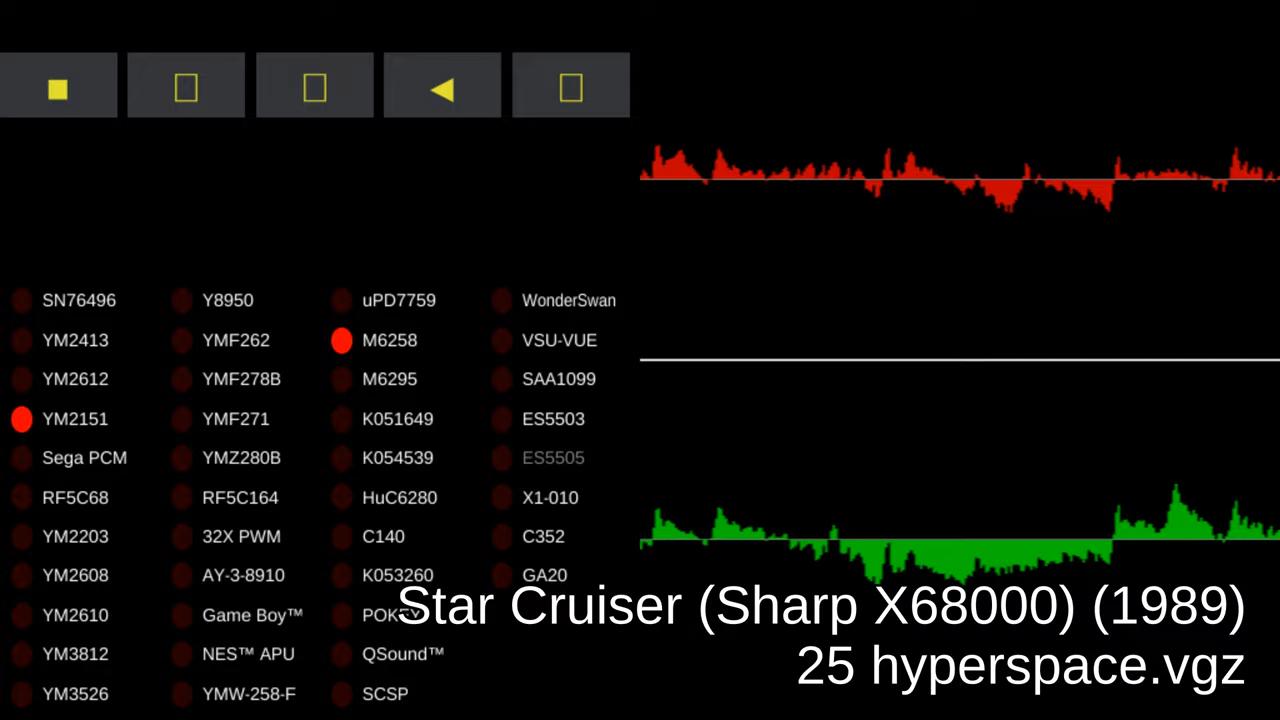 SN76496 Y8950 uPD7759 WonderSwan
YM2413 YMF262 M6258 VSU-VUE
YM2612 YMF278B M6295 SAA1099
YM2151 YMF271 K051649 ES5503
Sega PCM YMZ280B K054539 ES5505
RF5C68 RF5C164 HuC6280 X1-010
YM2203 32X PWM C140 C352
YM2608 AY-3-8910 K053260 GA20
YM2610 Game Boy™ POKEY
YM3812 NES™ APU QSound™
YM3526 YMW-258-F SCSP
Star Cruiser (Sharp X68000) (1989)
25 hyperspace.vgz